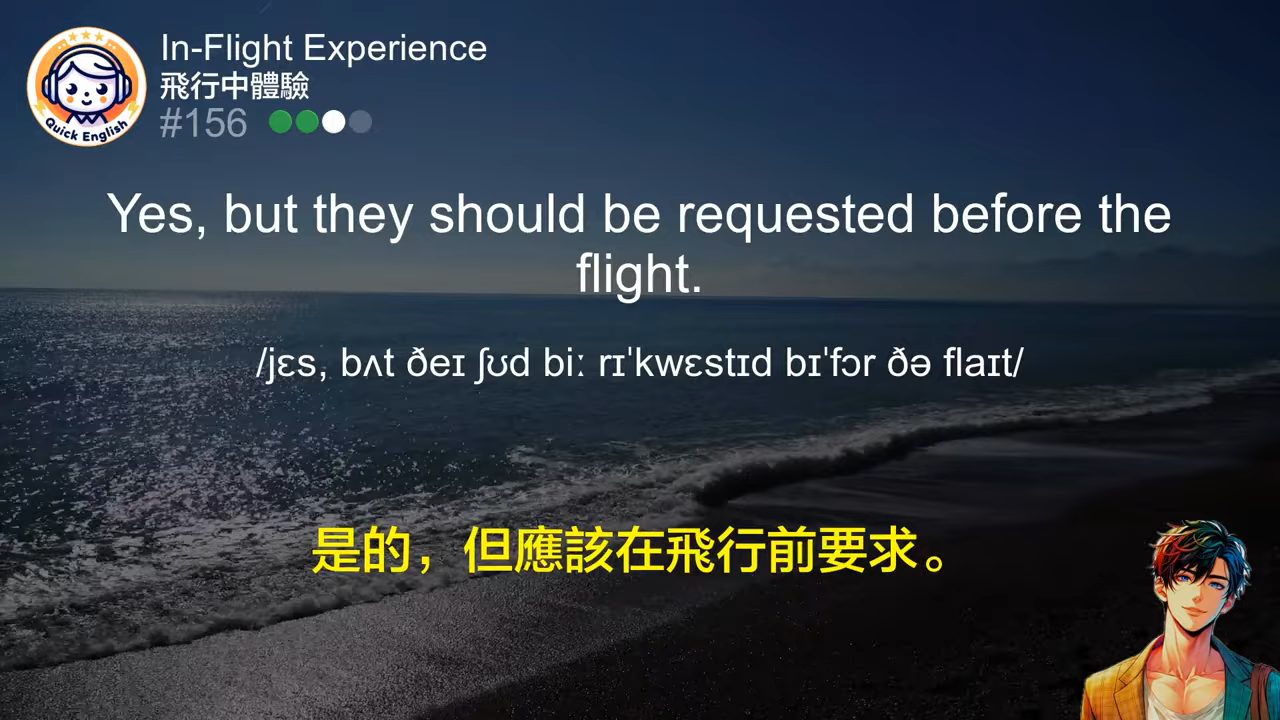 Quick English
In-Flight Experience
飛行中體驗
#156
Yes, but they should be requested before the
flight.
/jɛs, bʌt ðeɪ ʃʊd biː rɪˈkwɛstɪd bɪˈfɔr ðə flaɪt/
是的，但應該在飛行前要求。